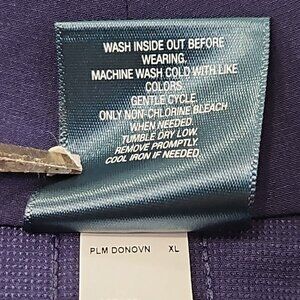 WASH INSIDE OUT BEFORE
WEARING.
MACHINE WASH COLD WITH LIKE
COLORS.
GENTLE CYCLE.
ONLY NON-CHLORINE BLEACH
WHEN NEEDED.
TUMBLE DRY LOW.
REMOVE PROMPTLY.
COOL IRON IF NEEDED.
PLM DONOVN XL